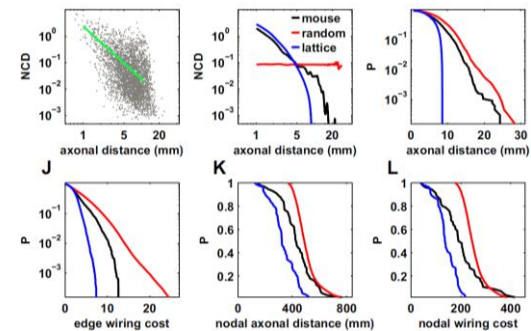 NCD
10⁰
10⁻¹
10⁻²
10⁻³
1 5 20
axonal distance (mm)
NCD
10⁰
10⁻¹
10⁻²
10⁻³
mouse
random
lattice
1 5 20
axonal distance (mm)
P
10⁻¹
10⁻²
10⁻³
0 10 20 30
axonal distance (mm)
J
P
10⁻¹
10⁻²
10⁻³
0 10 20
edge wiring cost
K
P
1
0.8
0.6
0.4
0.2
0 400 800
nodal axonal distance (mm)
L
P
1
0.8
0.6
0.4
0.2
0 200 400
nodal wiring cost